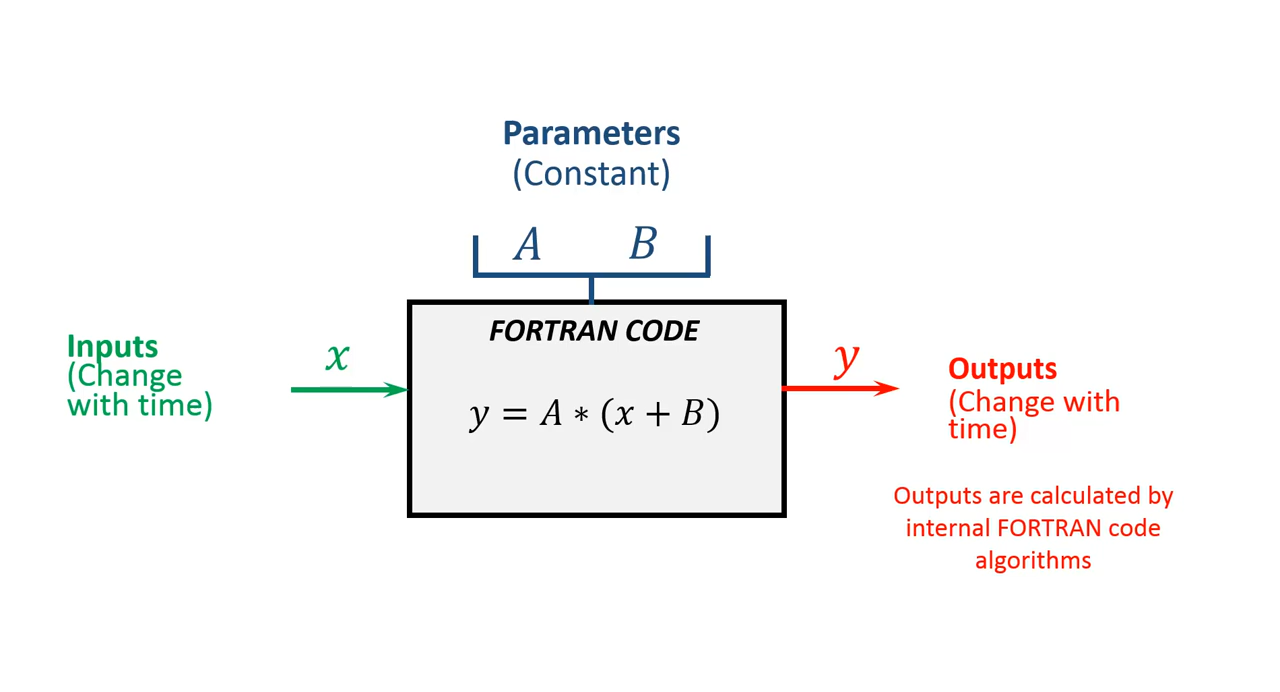 Parameters
(Constant)
A B
FORTRAN CODE
Inputs
(Change
with time)
x
y = A ∗ (x + B)
y
Outputs
(Change with
time)
Outputs are calculated by
internal FORTRAN code
algorithms